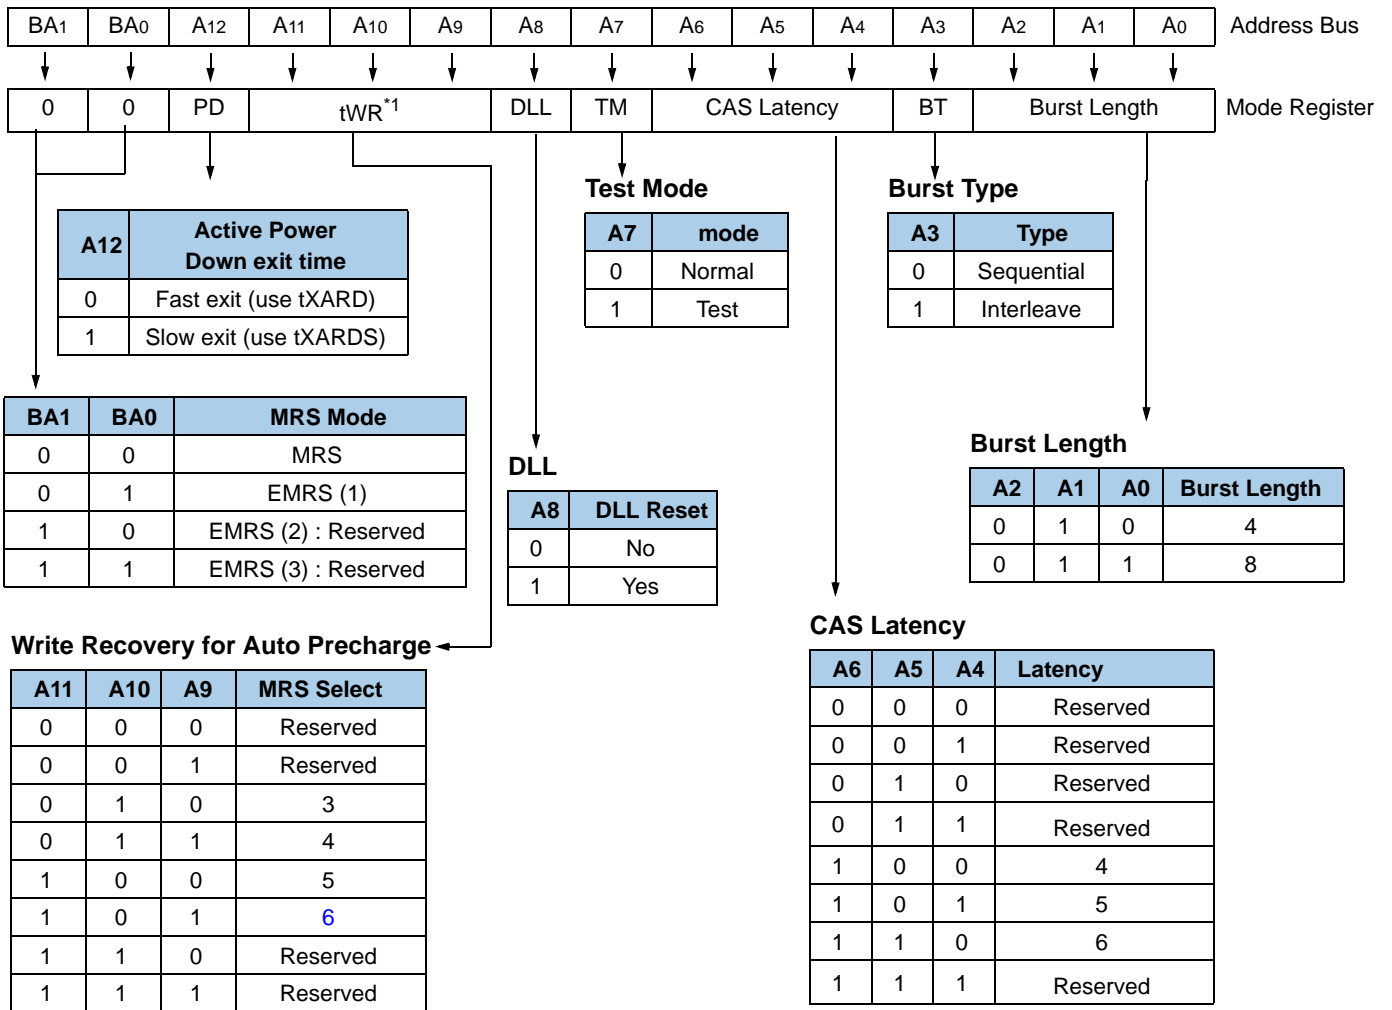 BA1 BA0 A12 A11 A10 A9 A8 A7 A6 A5 A4 A3 A2 A1 A0 Address Bus
0 0 PD tWR*1 DLL TM CAS Latency BT Burst Length Mode Register
A12 Active Power Down exit time
0 Fast exit (use tXARD)
1 Slow exit (use tXARDS)
Test Mode
A7 mode
0 Normal
1 Test
Burst Type
A3 Type
0 Sequential
1 Interleave
BA1 BA0 MRS Mode
0 0 MRS
0 1 EMRS (1)
1 0 EMRS (2) : Reserved
1 1 EMRS (3) : Reserved
DLL
A8 DLL Reset
0 No
1 Yes
Burst Length
A2 A1 A0 Burst Length
0 1 0 4
0 1 1 8
Write Recovery for Auto Precharge
A11 A10 A9 MRS Select
0 0 0 Reserved
0 0 1 Reserved
0 1 0 3
0 1 1 4
1 0 0 5
1 0 1 6
1 1 0 Reserved
1 1 1 Reserved
CAS Latency
A6 A5 A4 Latency
0 0 0 Reserved
0 0 1 Reserved
0 1 0 Reserved
0 1 1 Reserved
1 0 0 4
1 0 1 5
1 1 0 6
1 1 1 Reserved